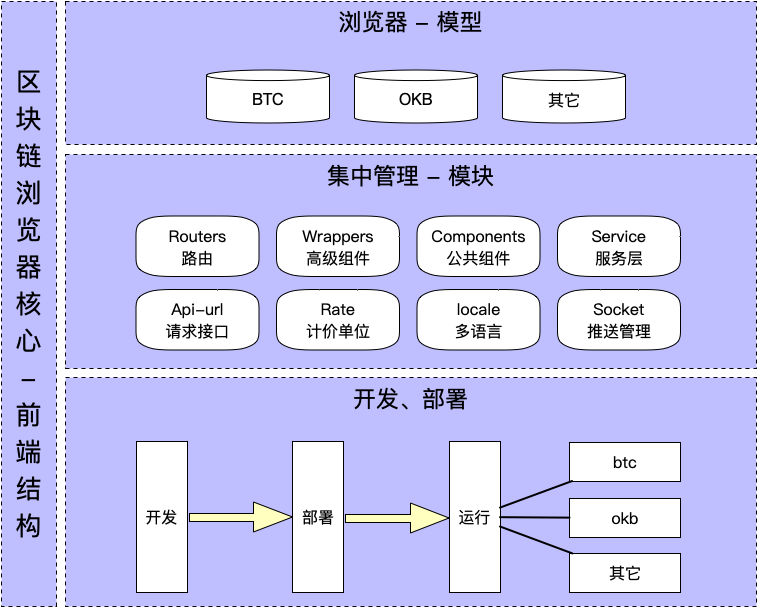 区块链浏览器核心－前端结构
浏览器 – 模型
BTC
OKB
其它
集中管理 – 模块
Routers
路由
Wrappers
高级组件
Components
公共组件
Service
服务层
Api-url
请求接口
Rate
计价单位
locale
多语言
Socket
推送管理
开发、部署
开发
部署
运行
btc
okb
其它